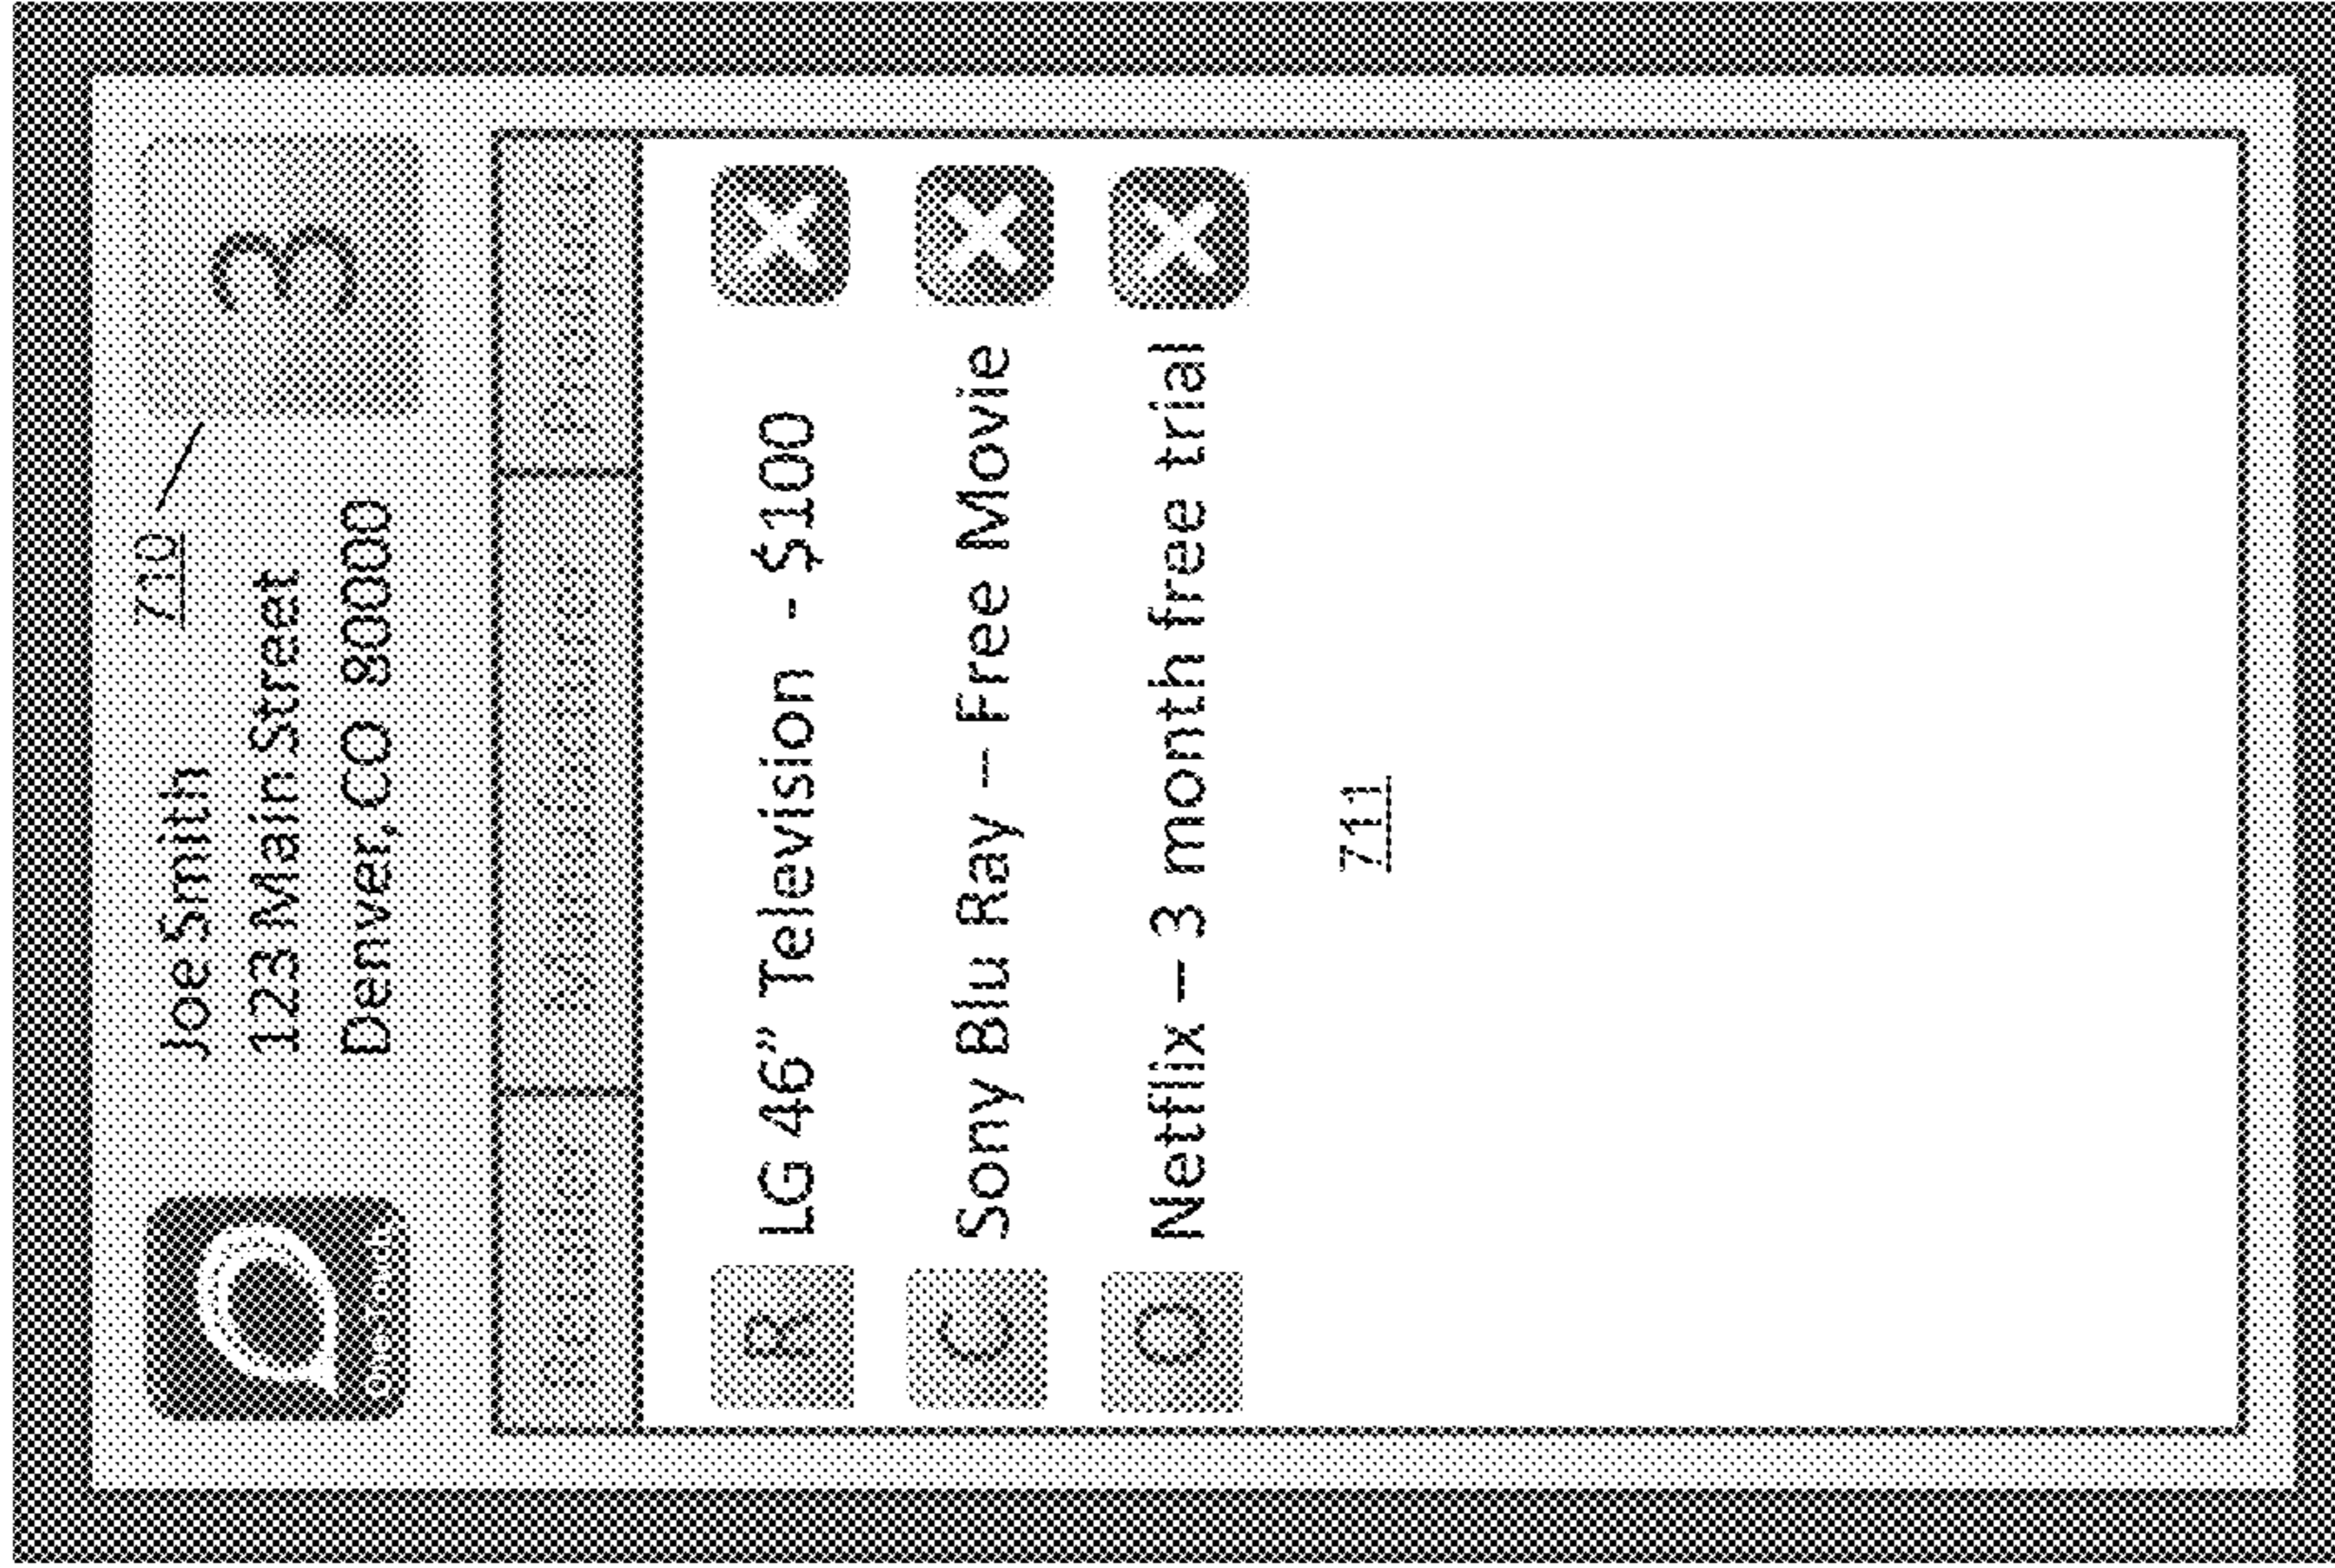 OneTouch
Joe Smith
123 Main Street
Denver, CO 80000
710
3
R LG 46” Television - $100
C Sony Blu Ray – Free Movie
O Netflix – 3 month free trial
711